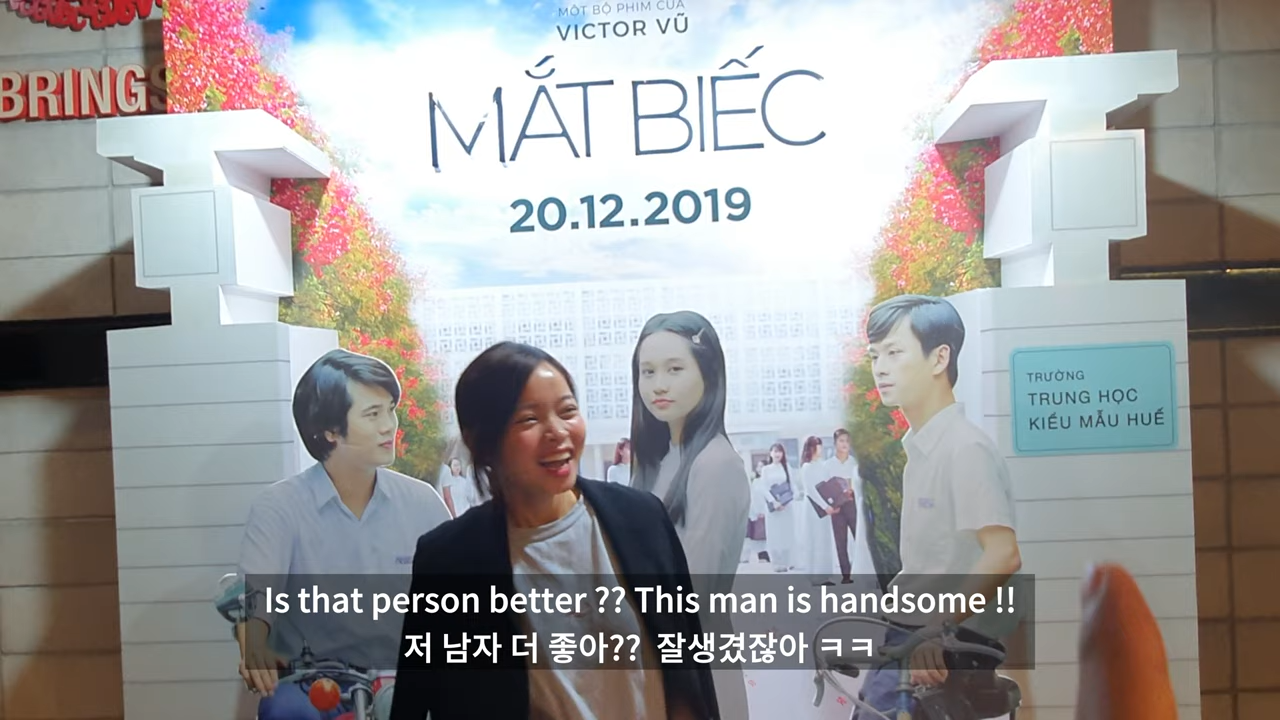 MỘT BỘ PHIM CỦA
VICTOR VŨ
BRINGS
MẮT BIẾC
20.12.2019
TRƯỜNG
TRUNG HỌC
KIỂU MẪU HUẾ
Is that person better ?? This man is handsome !!
저 남자 더 좋아?? 잘생겼잖아 ㅋㅋ